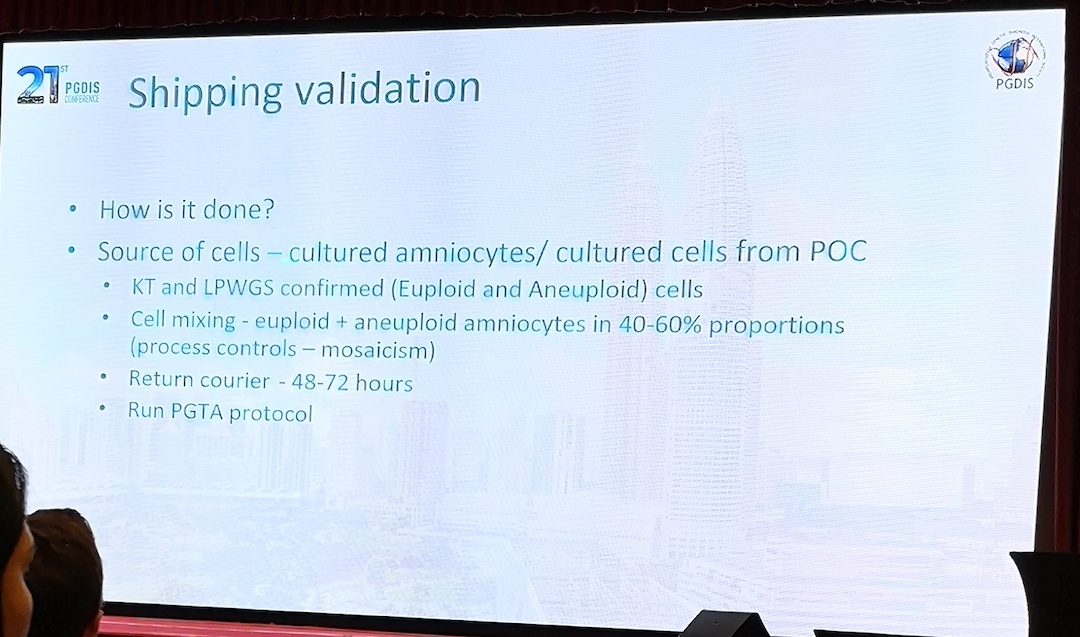 21ST
PGDIS
CONFERENCE
Shipping validation
PGDIS
• How is it done?
• Source of cells – cultured amniocytes/ cultured cells from POC
• KT and LPWGS confirmed (Euploid and Aneuploid) cells
• Cell mixing - euploid + aneuploid amniocytes in 40-60% proportions
(process controls – mosaicism)
• Return courier - 48-72 hours
• Run PGTA protocol